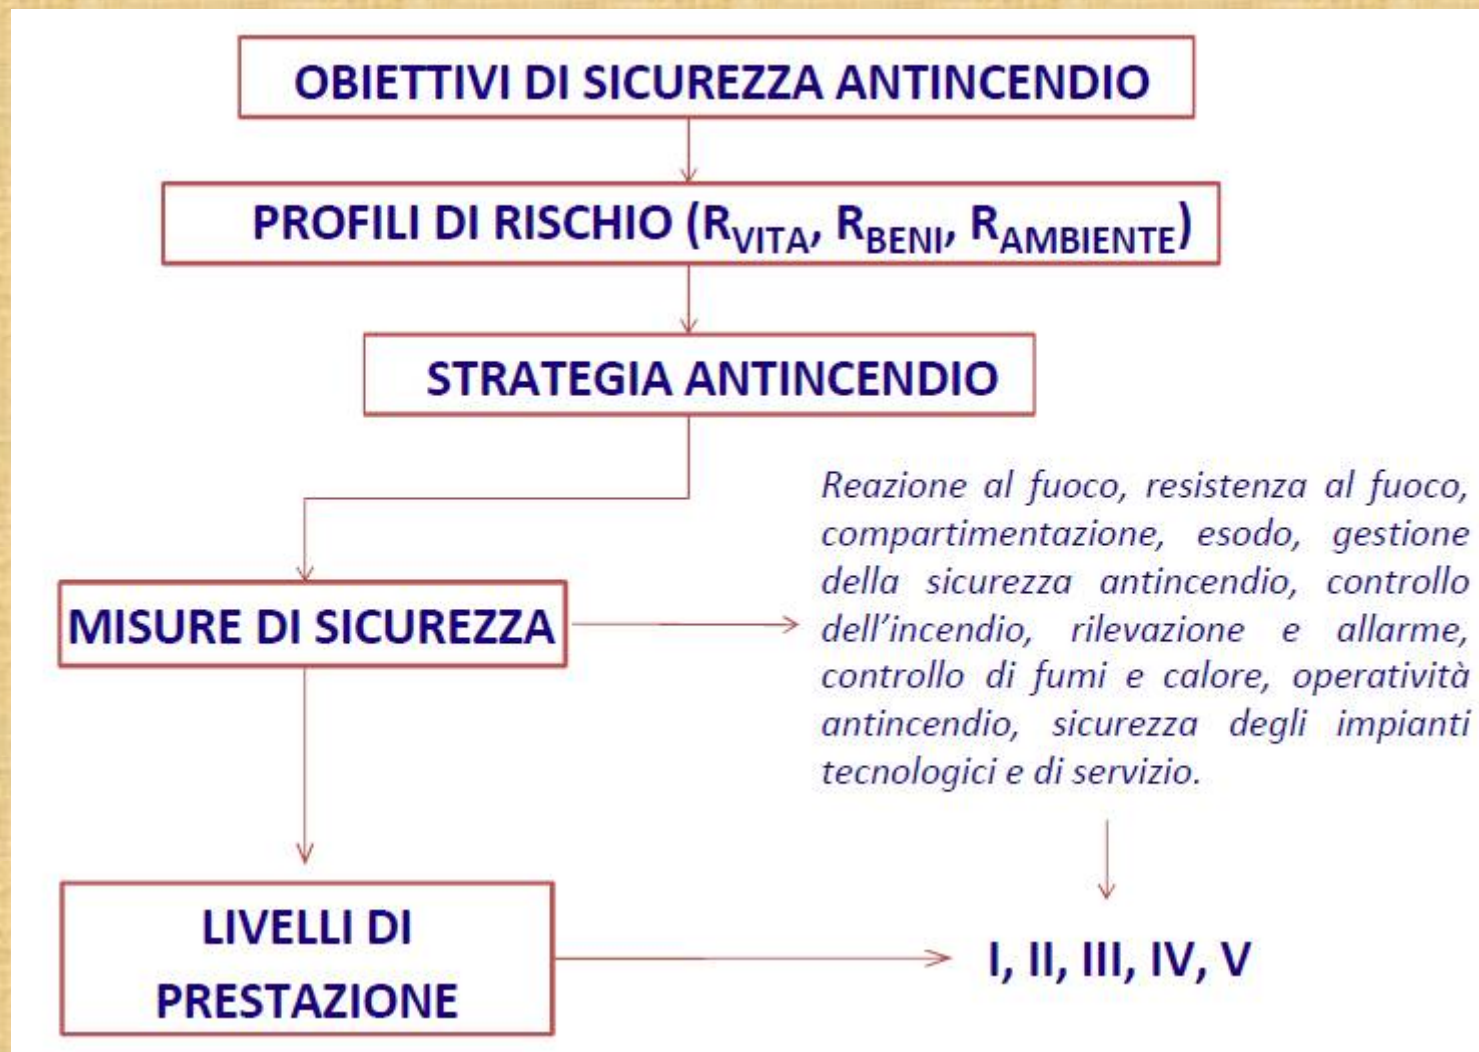 OBIETTIVI DI SICUREZZA ANTINCENDIO
PROFILI DI RISCHIO (RVITA, RBENI, RAMBIENTE)
STRATEGIA ANTINCENDIO
MISURE DI SICUREZZA
Reazione al fuoco, resistenza al fuoco,
compartimentazione, esodo, gestione
della sicurezza antincendio, controllo
dell'incendio, rilevazione e allarme,
controllo di fumi e calore, operatività
antincendio, sicurezza degli impianti
tecnologici e di servizio.
LIVELLI DI
PRESTAZIONE
I, II, III, IV, V